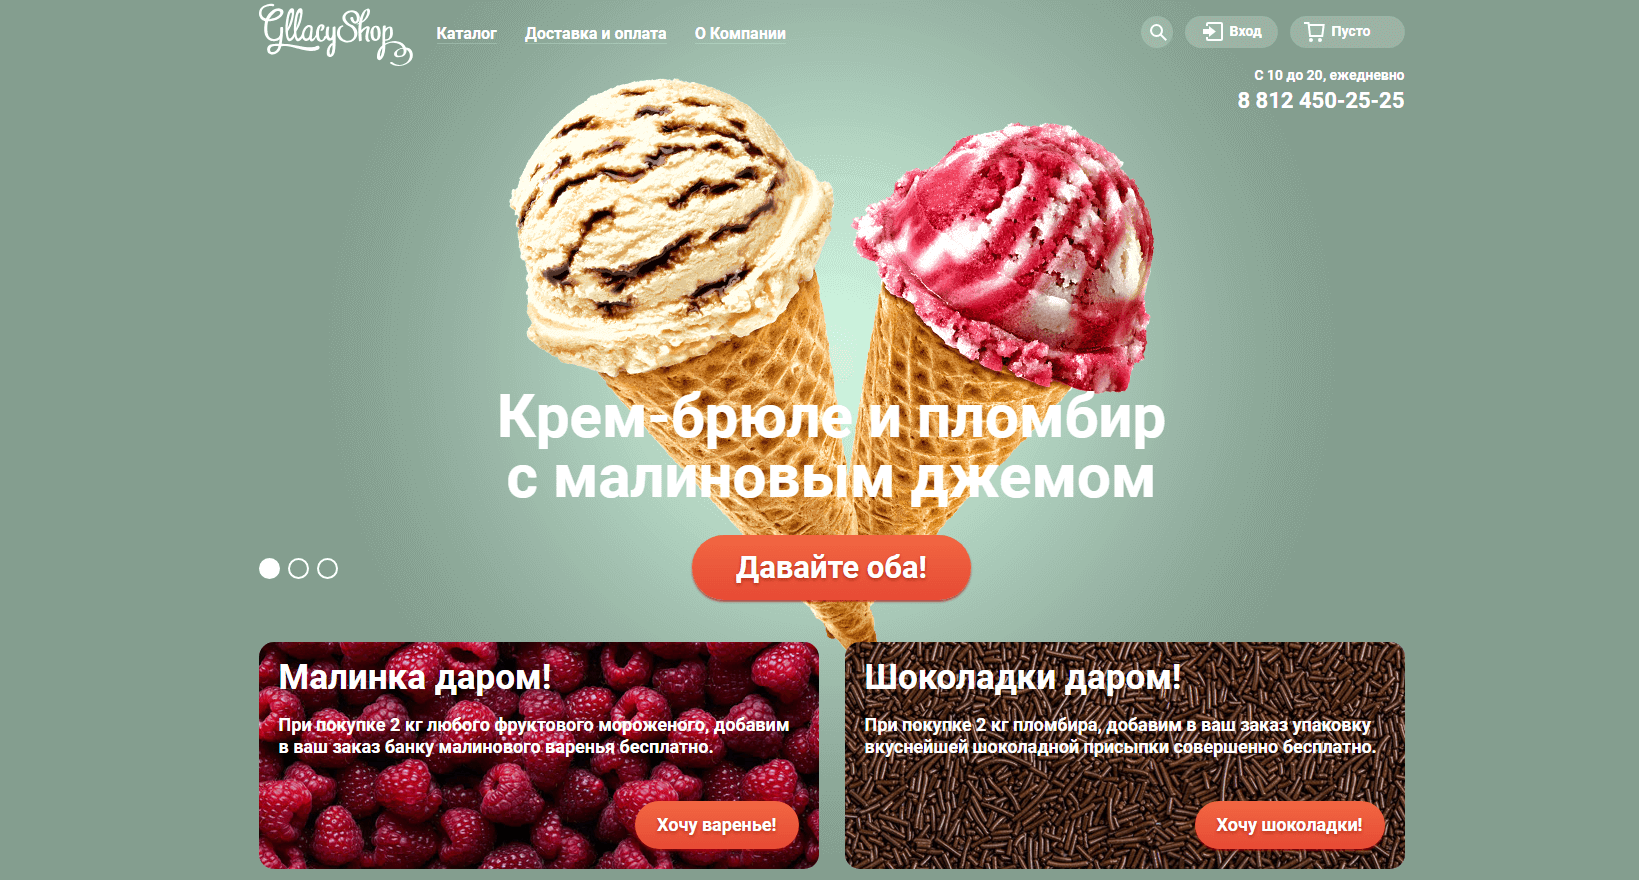 GllacyShop
Каталог Доставка и оплата О Компании
Вход Пусто
С 10 до 20, ежедневно
8 812 450-25-25
Крем-брюле и пломбир
с малиновым джемом
Давайте оба!
Малинка даром!
При покупке 2 кг любого фруктового мороженого, добавим
в ваш заказ банку малинового варенья бесплатно.
Хочу варенье!
Шоколадки даром!
При покупке 2 кг пломбира, добавим в ваш заказ упаковку
вкуснейшей шоколадной присыпки совершенно бесплатно.
Хочу шоколадки!